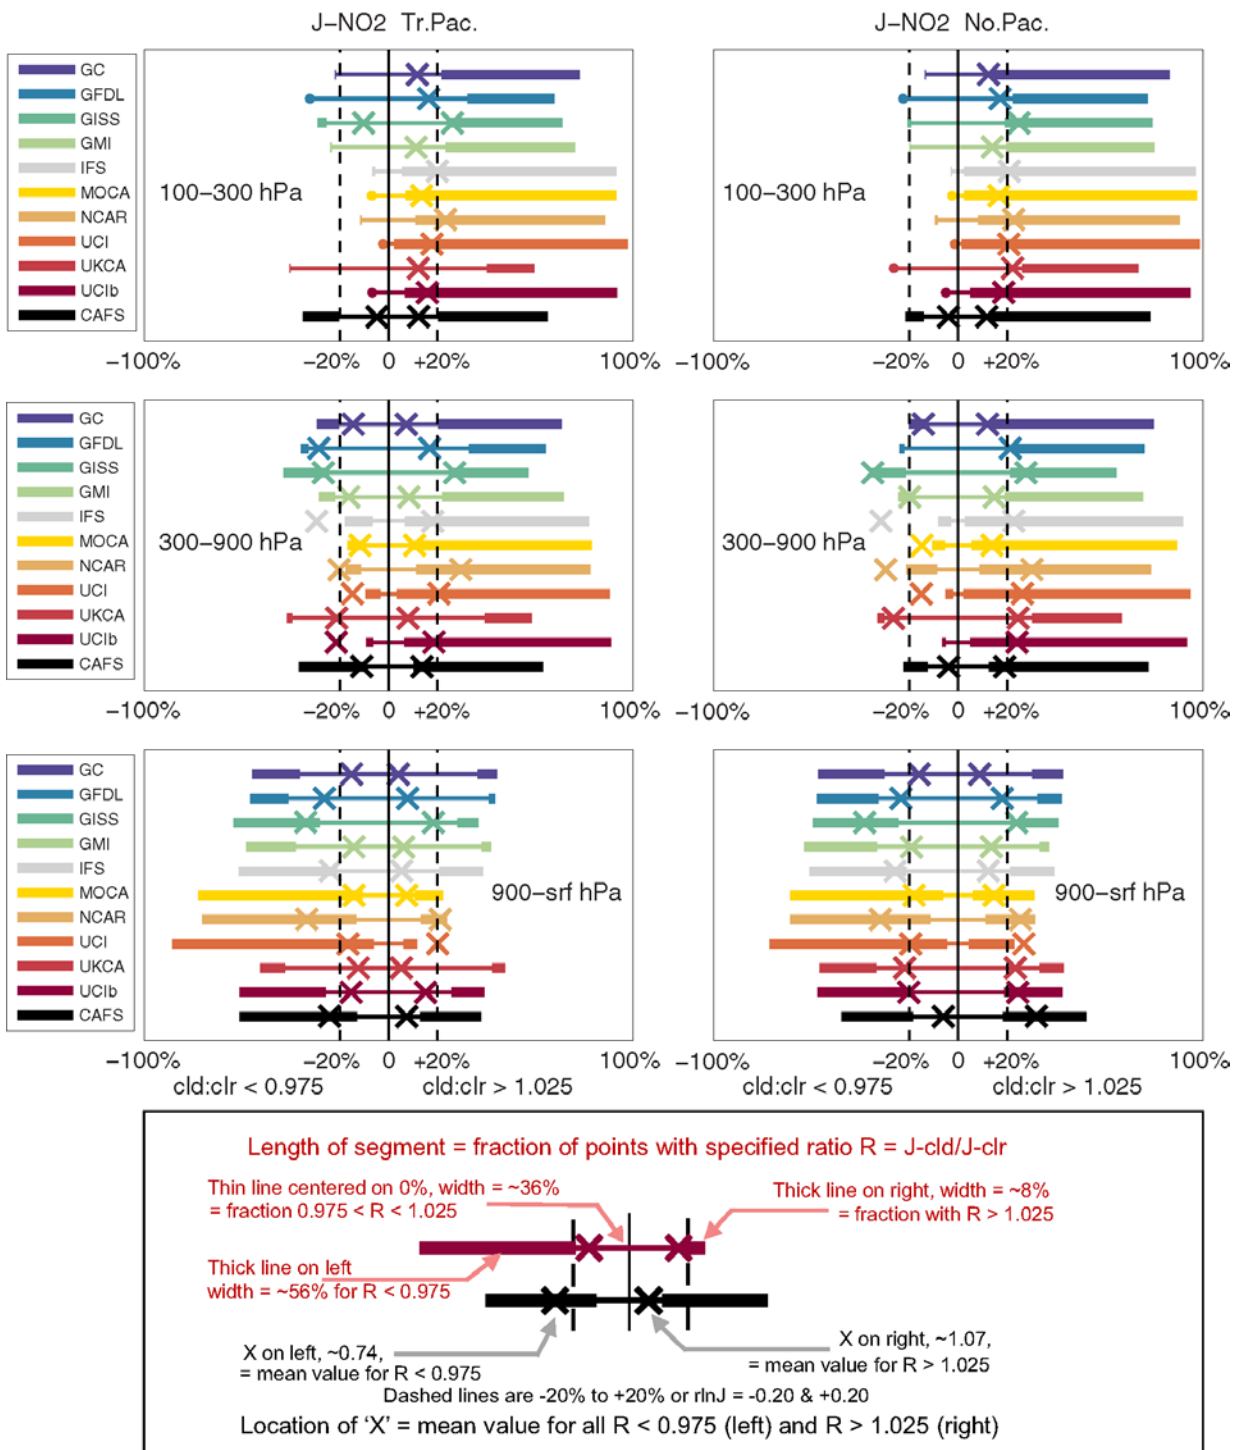 J−NO2 Tr.Pac.
J−NO2 No.Pac.
GC
GFDL
GISS
GMI
IFS
MOCA
NCAR
UCI
UKCA
UCIb
CAFS
100−300 hPa
100−300 hPa
−100% −20% 0 +20% 100%
−100% −20% 0 +20% 100%
GC
GFDL
GISS
GMI
IFS
MOCA
NCAR
UCI
UKCA
UCIb
CAFS
300−900 hPa
300−900 hPa
−100% −20% 0 +20% 100%
−100% −20% 0 +20% 100%
GC
GFDL
GISS
GMI
IFS
MOCA
NCAR
UCI
UKCA
UCIb
CAFS
900−srf hPa
900−srf hPa
−100% −20% 0 +20% 100%
−100% −20% 0 +20% 100%
cld:clr < 0.975 cld:clr > 1.025
cld:clr < 0.975 cld:clr > 1.025
Length of segment = fraction of points with specified ratio R = J-cld/J-clr
Thin line centered on 0%, width = ~36%
= fraction 0.975 < R < 1.025
Thick line on right, width = ~8%
= fraction with R > 1.025
Thick line on left
width = ~56% for R < 0.975
X on left, ~0.74,
= mean value for R < 0.975
X on right, ~1.07,
= mean value for R > 1.025
Dashed lines are -20% to +20% or rlnJ = -0.20 & +0.20
Location of ‘X’ = mean value for all R < 0.975 (left) and R > 1.025 (right)